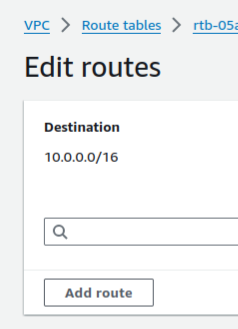 VPC > Route tables > rtb-05a
Edit routes
Destination
10.0.0.0/16
Add route